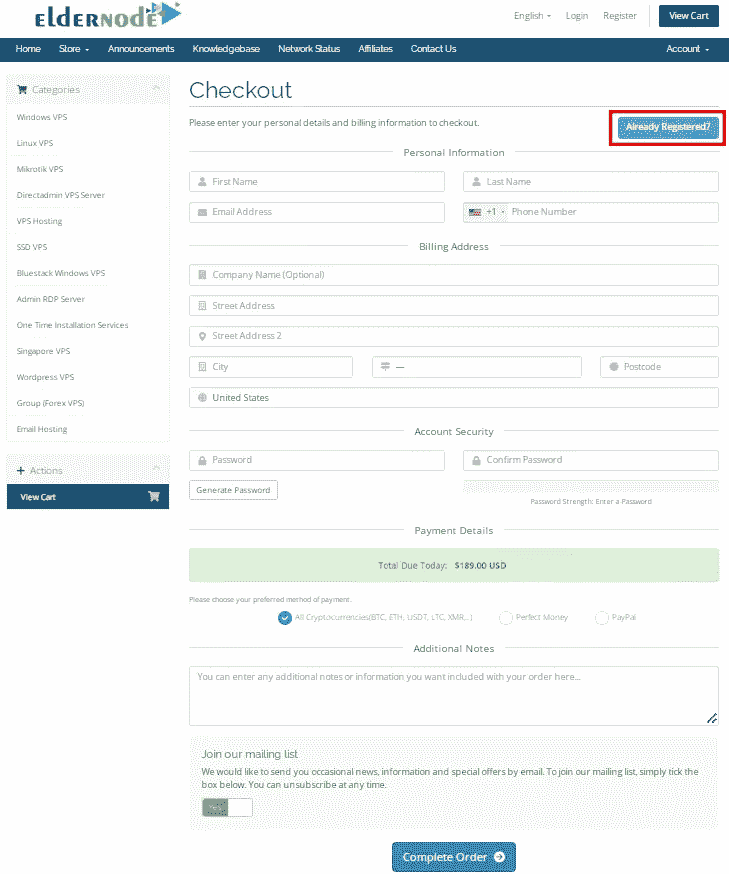 ELDERNODE
English
Login
Register
View Cart
Home
Store
Announcements
Knowledgebase
Network Status
Affiliates
Contact Us
Account
Categories
Windows VPS
Linux VPS
Mikrotik VPS
Directadmin VPS Server
VPS Hosting
SSD VPS
Bluestack Windows VPS
Admin RDP Server
One Time Installation Services
Singapore VPS
Wordpress VPS
Group (Forex VPS)
Email Hosting
Actions
View Cart
Checkout
Please enter your personal details and billing information to checkout.
Already Registered?
Personal Information
First Name
Last Name
Email Address
+1
Phone Number
Billing Address
Company Name (Optional)
Street Address
Street Address 2
City
—
Postcode
United States
Account Security
Password
Confirm Password
Generate Password
Password Strength: Enter a Password
Payment Details
Total Due Today: $189.00 USD
Please choose your preferred method of payment.
All Cryptocurrencies(BTC, ETH, USDT, LTC, XMR,..)
Perfect Money
PayPal
Additional Notes
You can enter any additional notes or information you want included with your order here...
Join our mailing list
We would like to send you occasional news, information and special offers by email. To join our mailing list, simply tick the
box below. You can unsubscribe at any time.
Complete Order